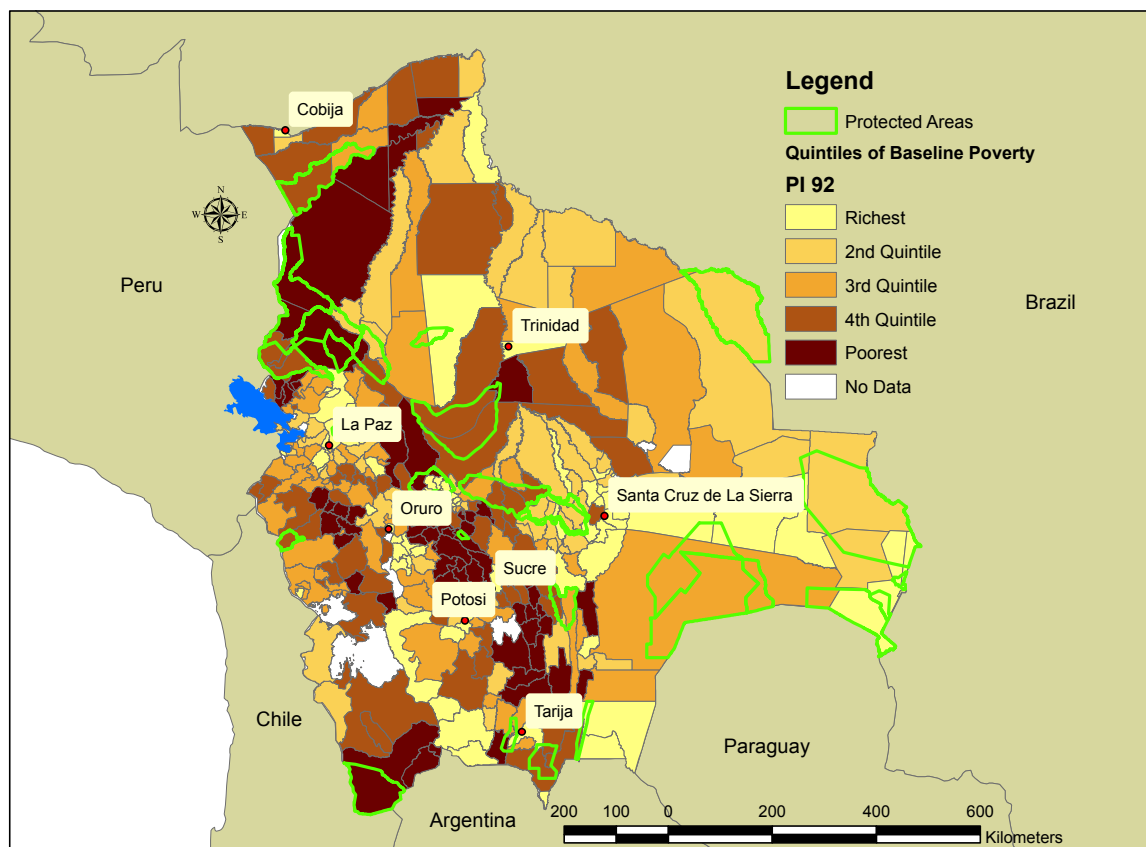 Legend
Protected Areas
Quintiles of Baseline Poverty
PI 92
Richest
2nd Quintile
3rd Quintile
4th Quintile
Poorest
No Data
Cobija
N
W E
S
Peru
Brazil
Trinidad
La Paz
Santa Cruz de La Sierra
Oruro
Sucre
Potosi
Tarija
Chile
Paraguay
Argentina
200 100 0 200 400 600
Kilometers